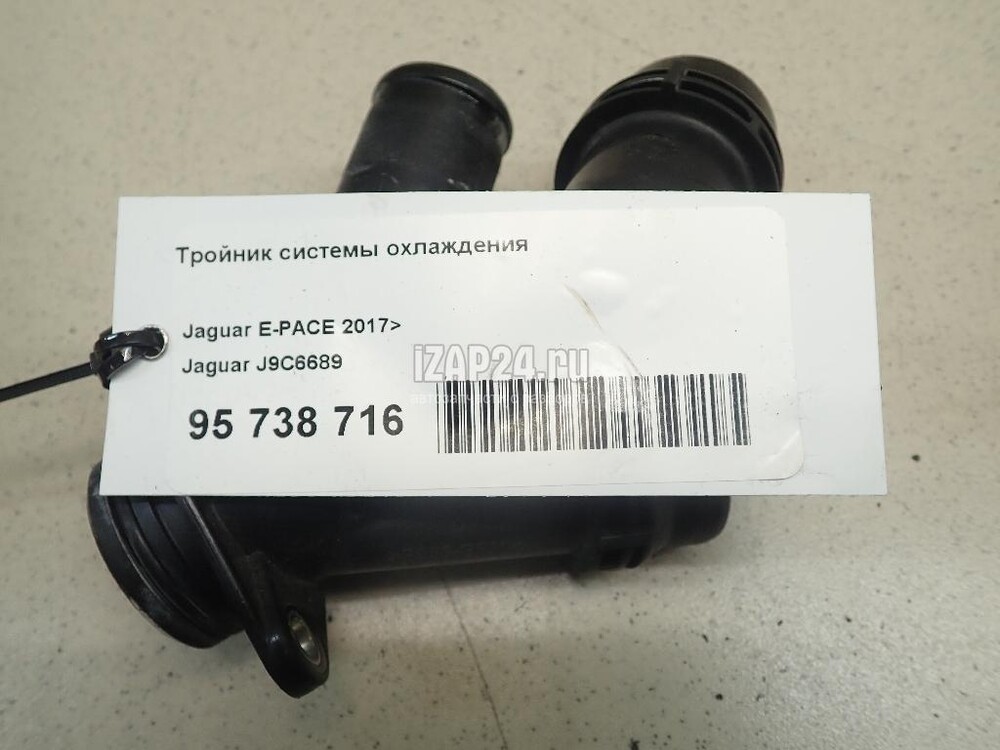 Тройник системы охлаждения
Jaguar E-PACE 2017>
Jaguar J9C6689
iZAP24.ru
95 738 716